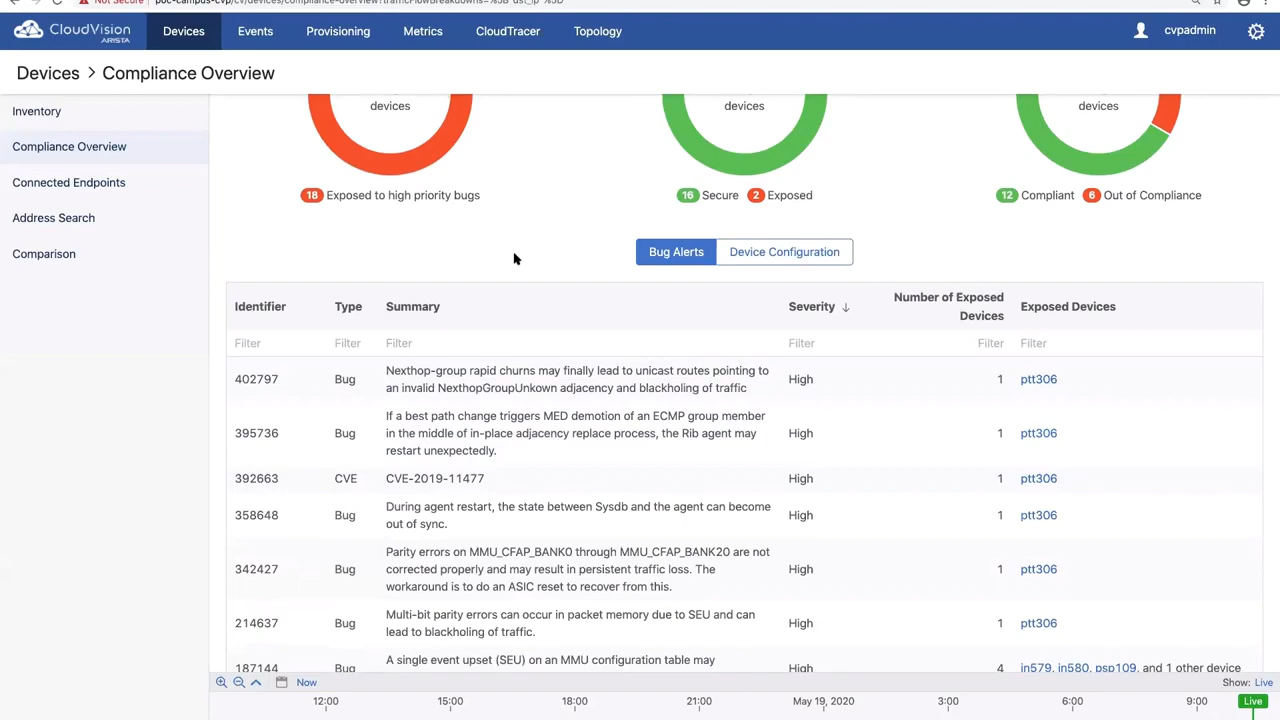 Not Secure | poc-campus-cvp/cv/devices/compliance-overview?trafficFlowBreakdowns=%5B"dst_ip"%5D
CloudVision
ARISTA
Devices Events Provisioning Metrics CloudTracer Topology cvpadmin
Devices > Compliance Overview
Inventory
Compliance Overview
Connected Endpoints
Address Search
Comparison
devices devices devices
18 Exposed to high priority bugs 16 Secure 2 Exposed 12 Compliant 6 Out of Compliance
Bug Alerts Device Configuration
Identifier Type Summary Severity ↓ Number of Exposed Devices Exposed Devices
Filter Filter Filter Filter Filter Filter
402797 Bug Nexthop-group rapid churns may finally lead to unicast routes pointing to
an invalid NexthopGroupUnkown adjacency and blackholing of traffic High 1 ptt306
395736 Bug If a best path change triggers MED demotion of an ECMP group member
in the middle of in-place adjacency replace process, the Rib agent may
restart unexpectedly. High 1 ptt306
392663 CVE CVE-2019-11477 High 1 ptt306
358648 Bug During agent restart, the state between Sysdb and the agent can become
out of sync. High 1 ptt306
342427 Bug Parity errors on MMU_CFAP_BANK0 through MMU_CFAP_BANK20 are not
corrected properly and may result in persistent traffic loss. The
workaround is to do an ASIC reset to recover from this. High 1 ptt306
214637 Bug Multi-bit parity errors can occur in packet memory due to SEU and can
lead to blackholing of traffic. High 1 ptt306
187144 Bug A single event upset (SEU) on an MMU configuration table may High 4 in579, in580, psp109, and 1 other device
Now Show: Live
12:00 15:00 18:00 21:00 May 19, 2020 3:00 6:00 9:00 Live